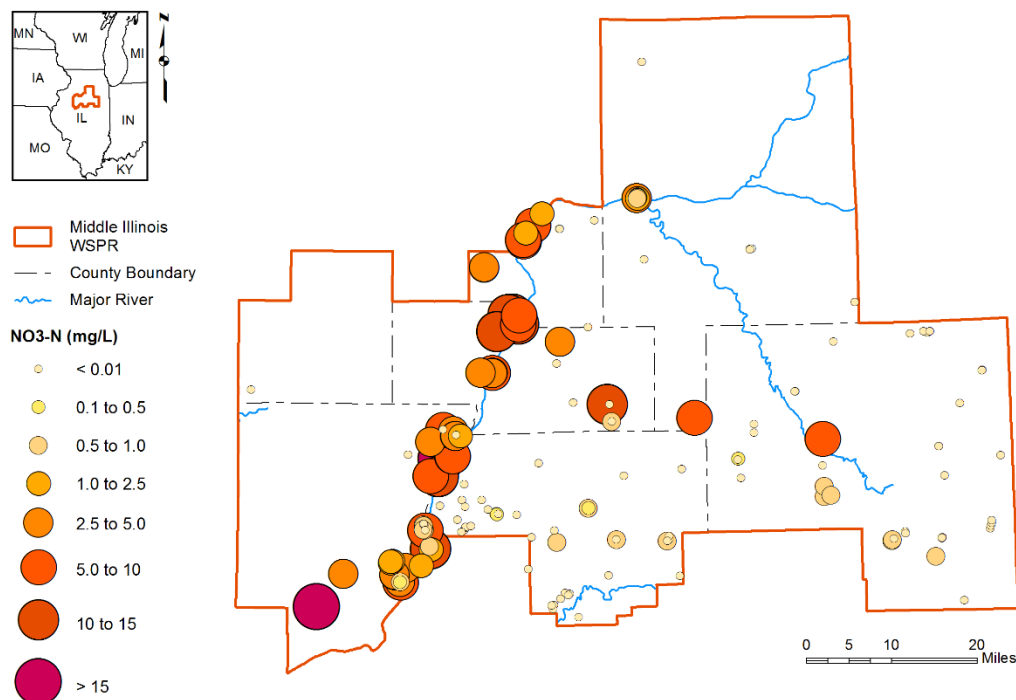 N
MN
WI
MI
IA
IL
IN
MO
KY
Middle Illinois
WSPR
County Boundary
Major River
NO3-N (mg/L)
< 0.01
0.1 to 0.5
0.5 to 1.0
1.0 to 2.5
2.5 to 5.0
5.0 to 10
10 to 15
> 15
0 5 10 20
Miles